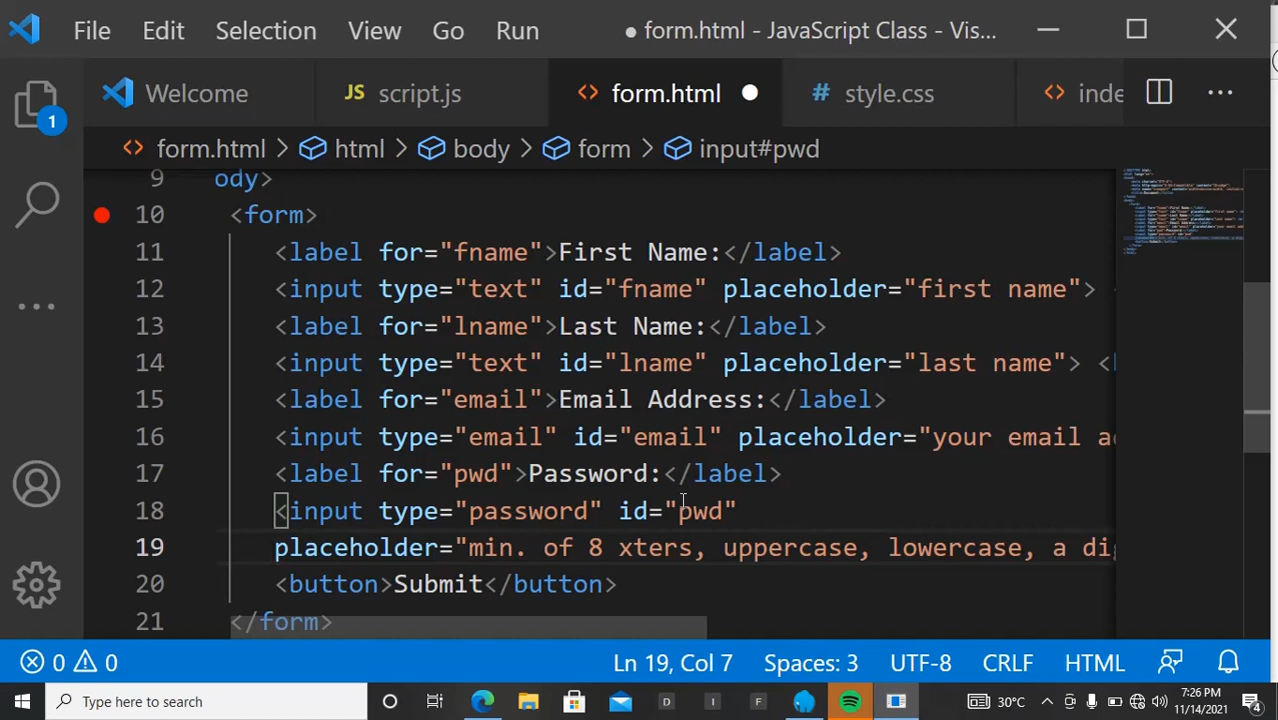 File Edit Selection View Go Run ● form.html - JavaScript Class - Vis...
Welcome JS script.js <> form.html # style.css <> inde
1
<> form.html > html > body > form > input#pwd
9 ody>
10 <form>
11 <label for="fname">First Name:</label>
12 <input type="text" id="fname" placeholder="first name">
13 <label for="lname">Last Name:</label>
14 <input type="text" id="lname" placeholder="last name"> <
15 <label for="email">Email Address:</label>
16 <input type="email" id="email" placeholder="your email a
17 <label for="pwd">Password:</label>
18 <input type="password" id="pwd"
19 placeholder="min. of 8 xters, uppercase, lowercase, a di
20 <button>Submit</button>
21 </form>
0 0 Ln 19, Col 7 Spaces: 3 UTF-8 CRLF HTML
Type here to search D I F 30°C 7:26 PM
11/14/2021 4